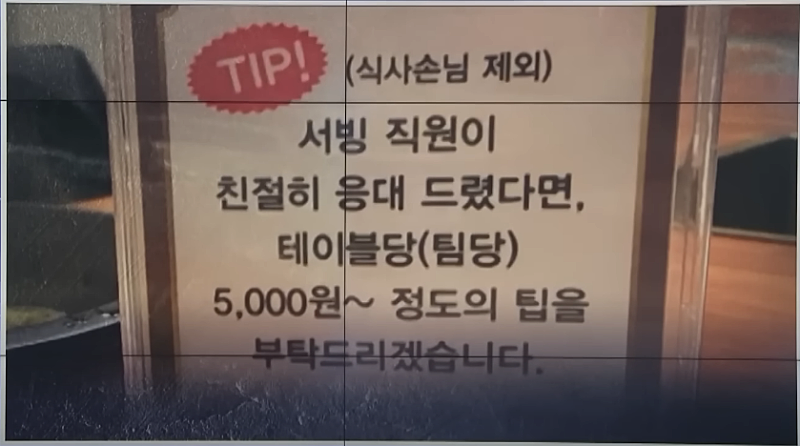 TIP! (식사손님 제외)
서빙 직원이
친절히 응대 드렸다면,
테이블당(팀당)
5,000원~ 정도의 팁을
부탁드리겠습니다.